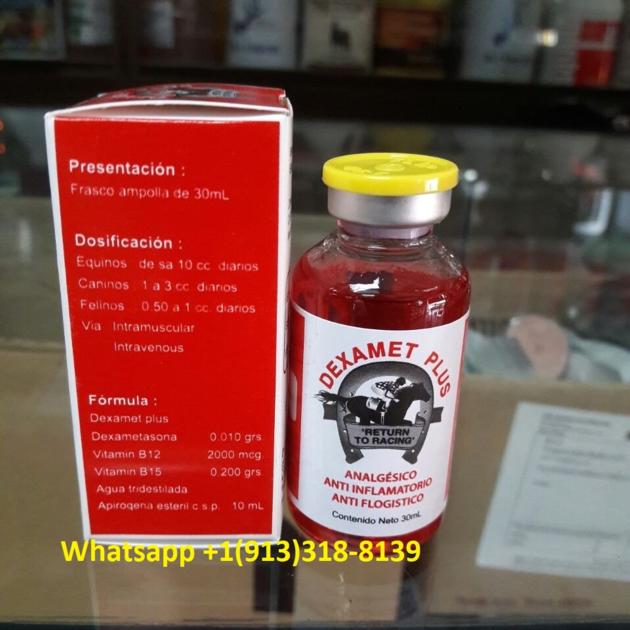 Presentación :
Frasco ampolla de 30mL
Dosificación :
Equinos de sa 10 cc diarios
Caninos 1 a 3 cc diarios
Felinos 0.50 a 1 cc. diarios
Via Intramuscular
Intravenous
Fórmula :
Dexamet plus
Dexametasona 0.010 grs
Vitamin B12 2000 mcg.
Vitamin B15 0.200 grs
Agua tridestilada
Apirogena esteril c.s.p. 10 mL
DEXAMET PLUS
"RETURN
TO RACING"
ANALGÉSICO
ANTI INFLAMATORIO
ANTI FLOGISTICO
Contenido Neto 30mL
Whatsapp +1(913)318-8139